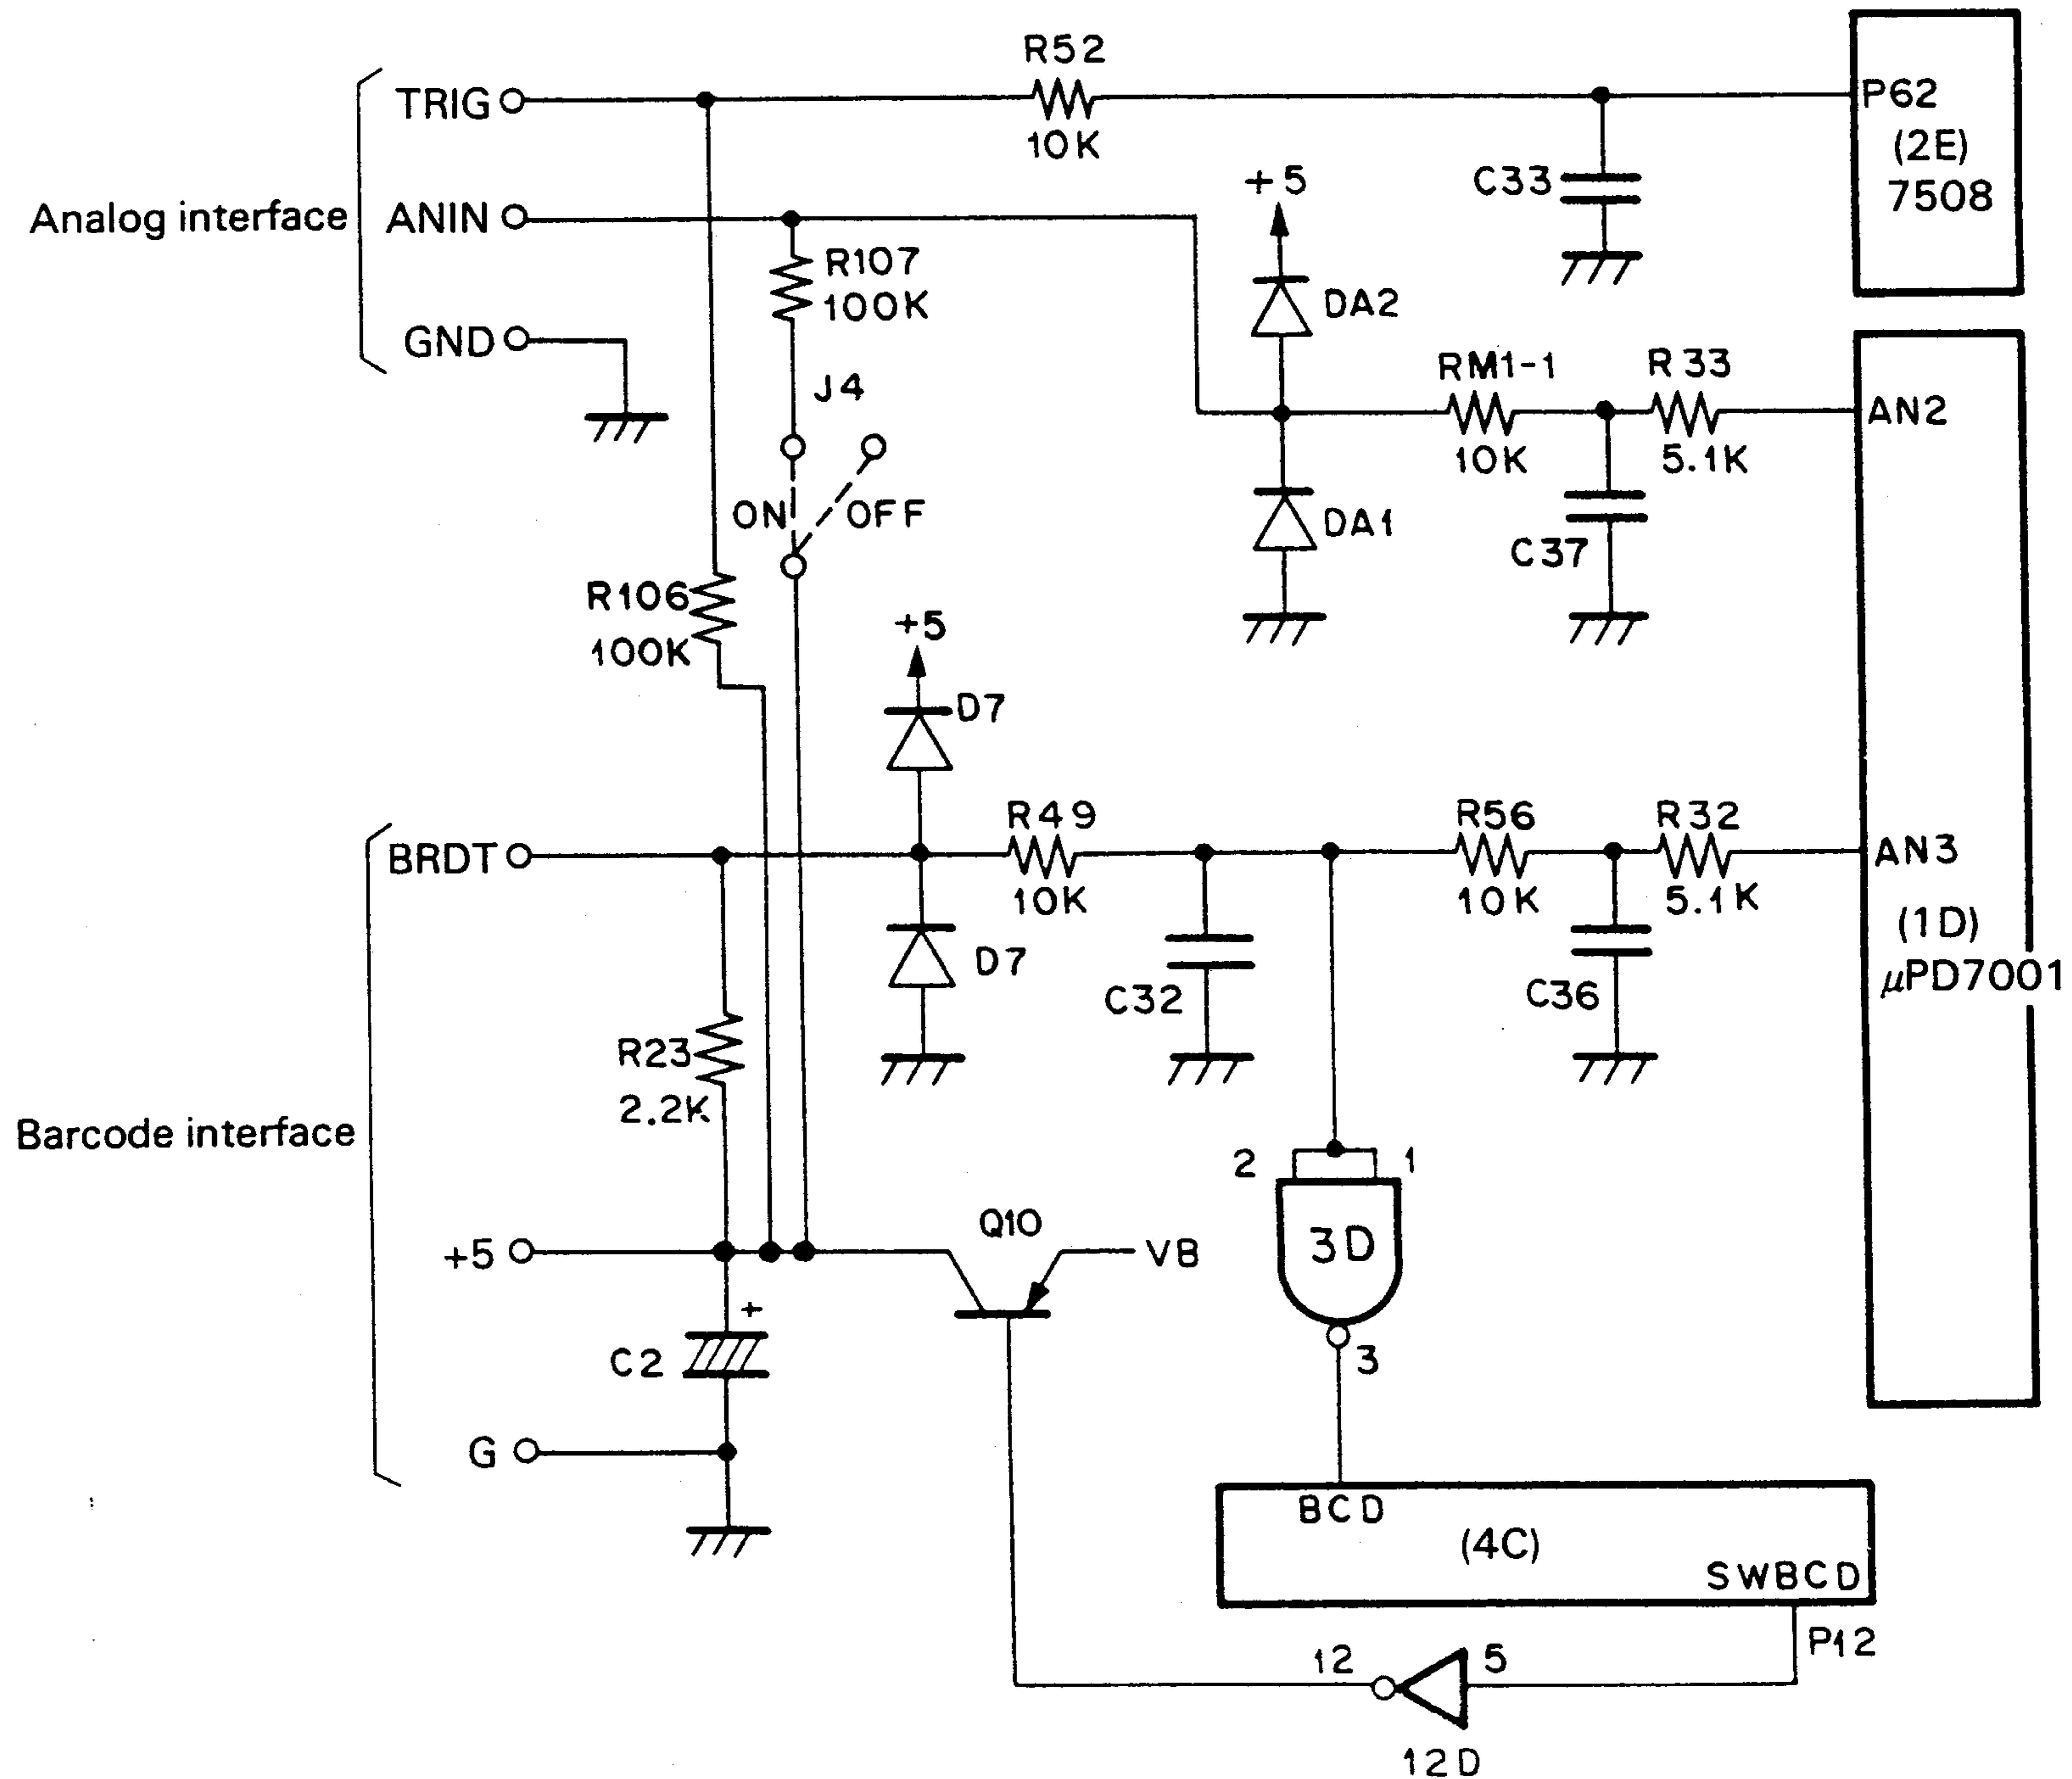 R52
TRIG
10K
P62
(2E)
7508
C33
+5
Analog interface
ANIN
R107
100K
DA2
GND
J4
RM1-1
R33
AN2
10K
5.1K
ON
OFF
DA1
C37
R106
100K
+5
D7
R49
R56
R32
BRDT
AN3
10K
10K
5.1K
(1D)
μPD7001
D7
C32
C36
R23
2.2K
Barcode interface
2
1
Q10
+5
VB
3D
+
C2
3
G
BCD
(4C)
SWBCD
P12
12
5
12D